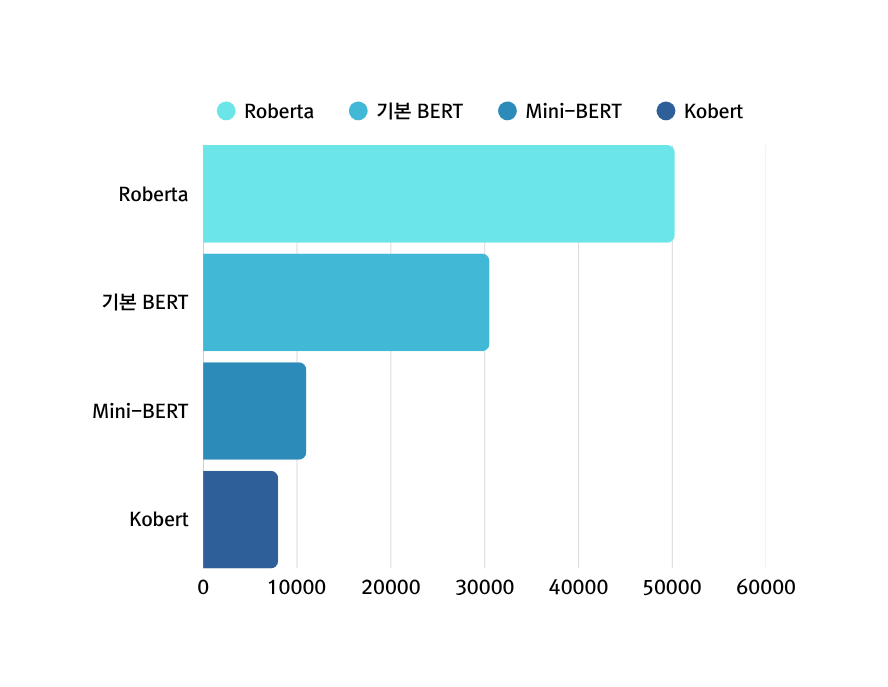 Roberta 기본 BERT Mini-BERT Kobert
Roberta
기본 BERT
Mini-BERT
Kobert
0 10000 20000 30000 40000 50000 60000